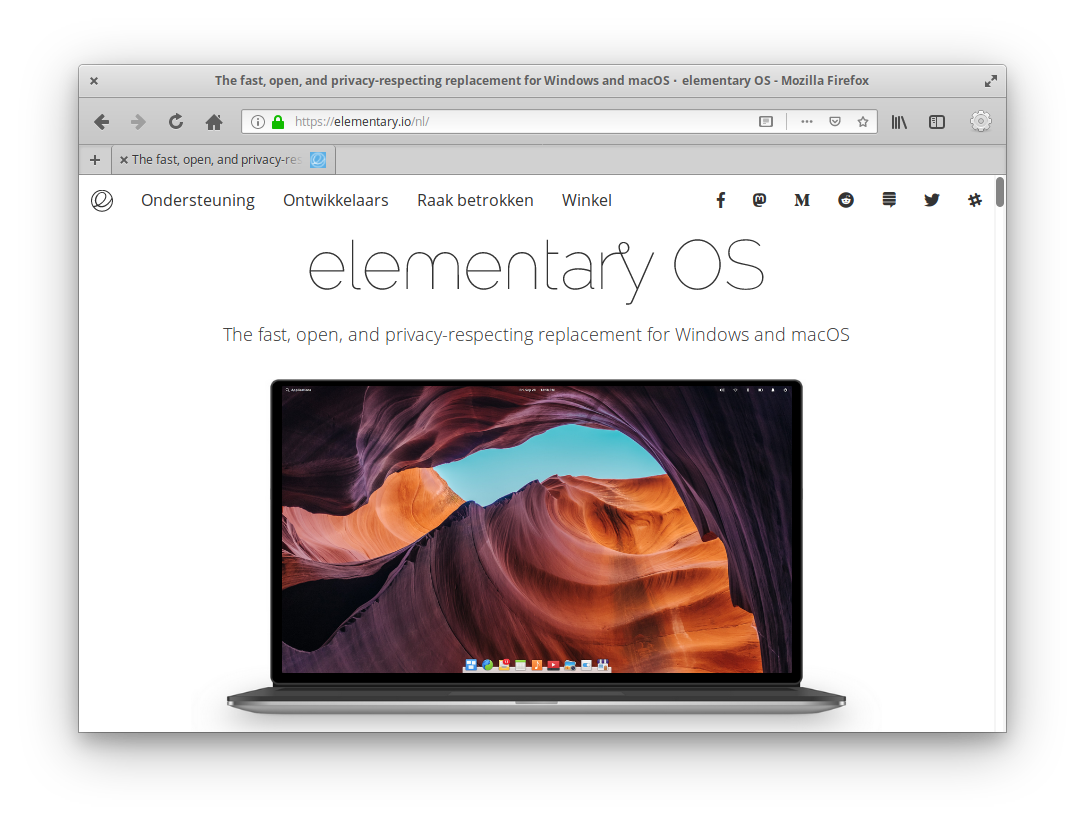 The fast, open, and privacy-respecting replacement for Windows and macOS · elementary OS - Mozilla Firefox
https://elementary.io/nl/
The fast, open, and privacy-res
Ondersteuning Ontwikkelaars Raak betrokken Winkel
elementary OS
The fast, open, and privacy-respecting replacement for Windows and macOS